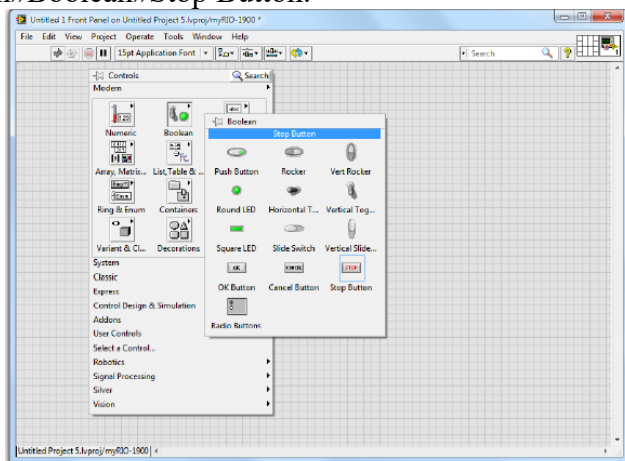 //Boolean//Stop Button.
Untitled 1 Front Panel on Untitled Project 5.lvproj/myRIO-1900 *
File Edit View Project Operate Tools Window Help
15pt Application Font
Search
Controls
Search
Modern
Numeric
Boolean
Array, Matrix...
List, Table & ...
Ring & Enum
Containers
Variant & Cl...
Decorations
System
Classic
Express
Control Design & Simulation
Addons
User Controls
Select a Control...
Robotics
Signal Processing
Silver
Vision
Boolean
Stop Button
Push Button
Rocker
Vert Rocker
Round LED
Horizontal T...
Vertical Tog...
Square LED
Slide Switch
Vertical Slide...
OK
CANCEL
STOP
OK Button
Cancel Button
Stop Button
Radio Buttons
Untitled Project 5.lvproj/myRIO-1900